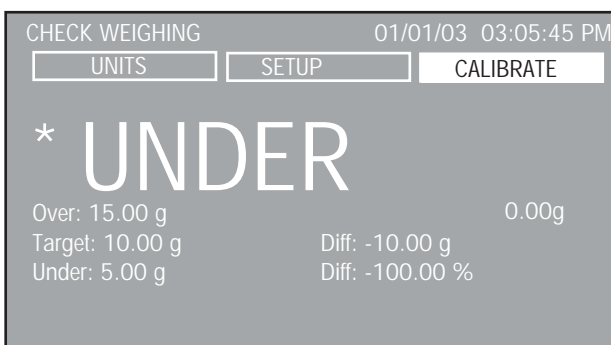 CHECK WEIGHING 01/01/03 03:05:45 PM
UNITS SETUP CALIBRATE
* UNDER
Over: 15.00 g 0.00g
Target: 10.00 g Diff: -10.00 g
Under: 5.00 g Diff: -100.00 %